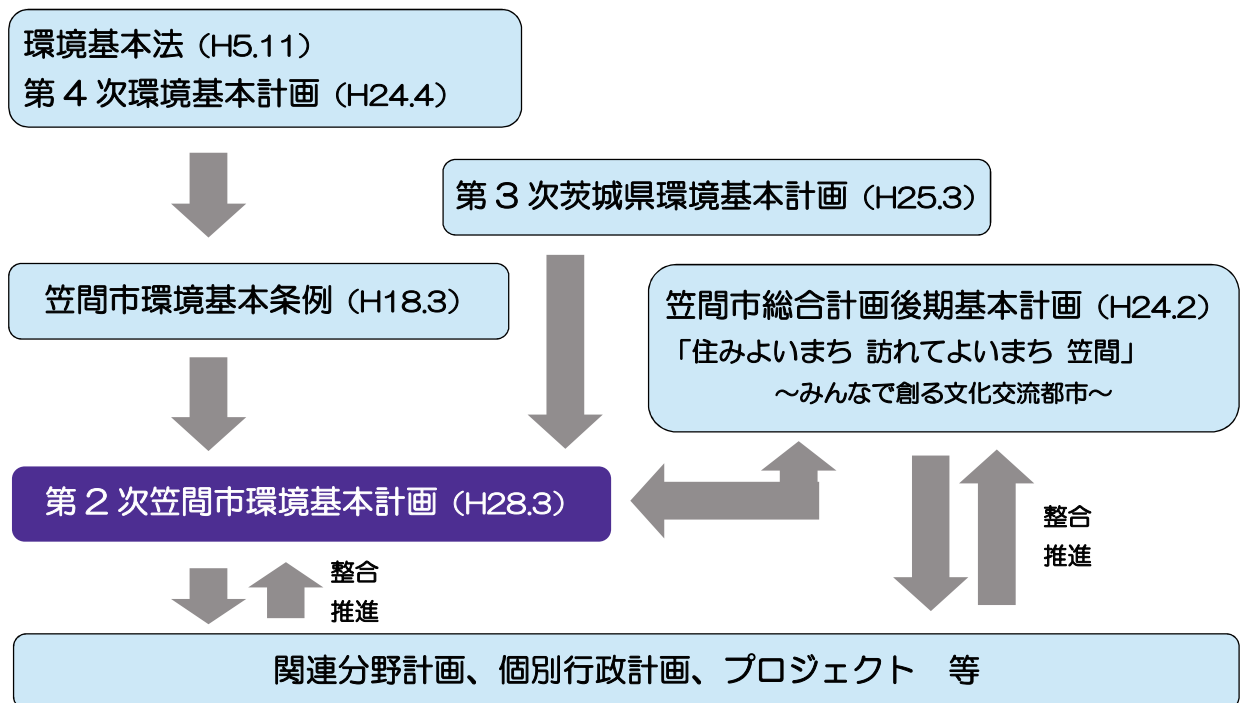 環境基本法（H5.11）
第４次環境基本計画（H24.4）
第３次茨城県環境基本計画（H25.3）
笠間市環境基本条例（H18.3）
笠間市総合計画後期基本計画（H24.2）
「住みよいまち 訪れてよいまち 笠間」
～みんなで創る文化交流都市～
第２次笠間市環境基本計画（H28.3）
整合
推進
整合
推進
関連分野計画、個別行政計画、プロジェクト　等